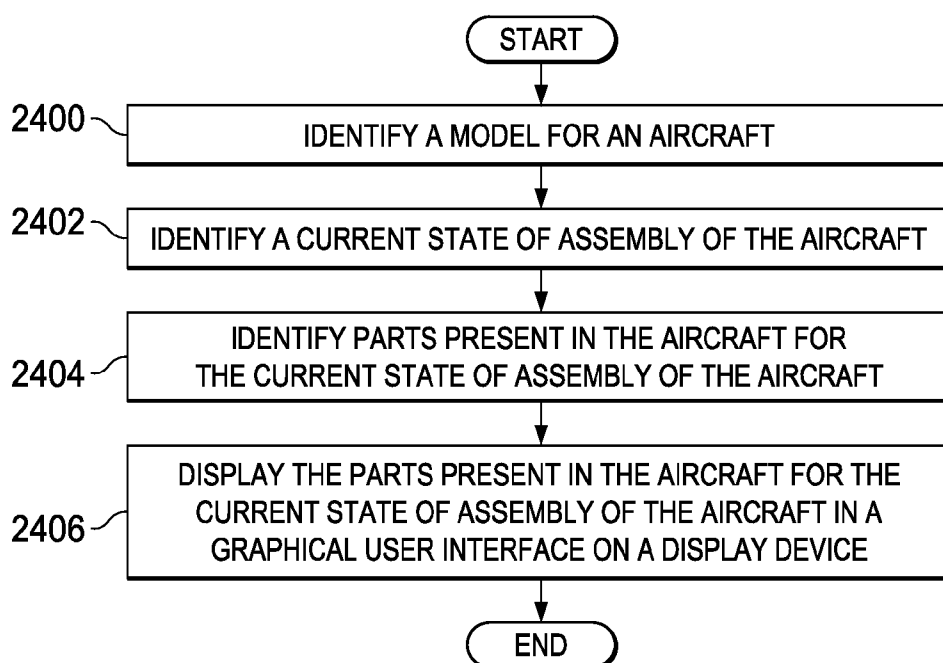 START
2400
IDENTIFY A MODEL FOR AN AIRCRAFT
2402
IDENTIFY A CURRENT STATE OF ASSEMBLY OF THE AIRCRAFT
2404
IDENTIFY PARTS PRESENT IN THE AIRCRAFT FOR
THE CURRENT STATE OF ASSEMBLY OF THE AIRCRAFT
2406
DISPLAY THE PARTS PRESENT IN THE AIRCRAFT FOR THE
CURRENT STATE OF ASSEMBLY OF THE AIRCRAFT IN A
GRAPHICAL USER INTERFACE ON A DISPLAY DEVICE
END